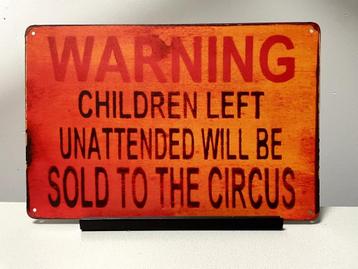 WARNING
CHILDREN LEFT
UNATTENDED WILL BE
SOLD TO THE CIRCUS